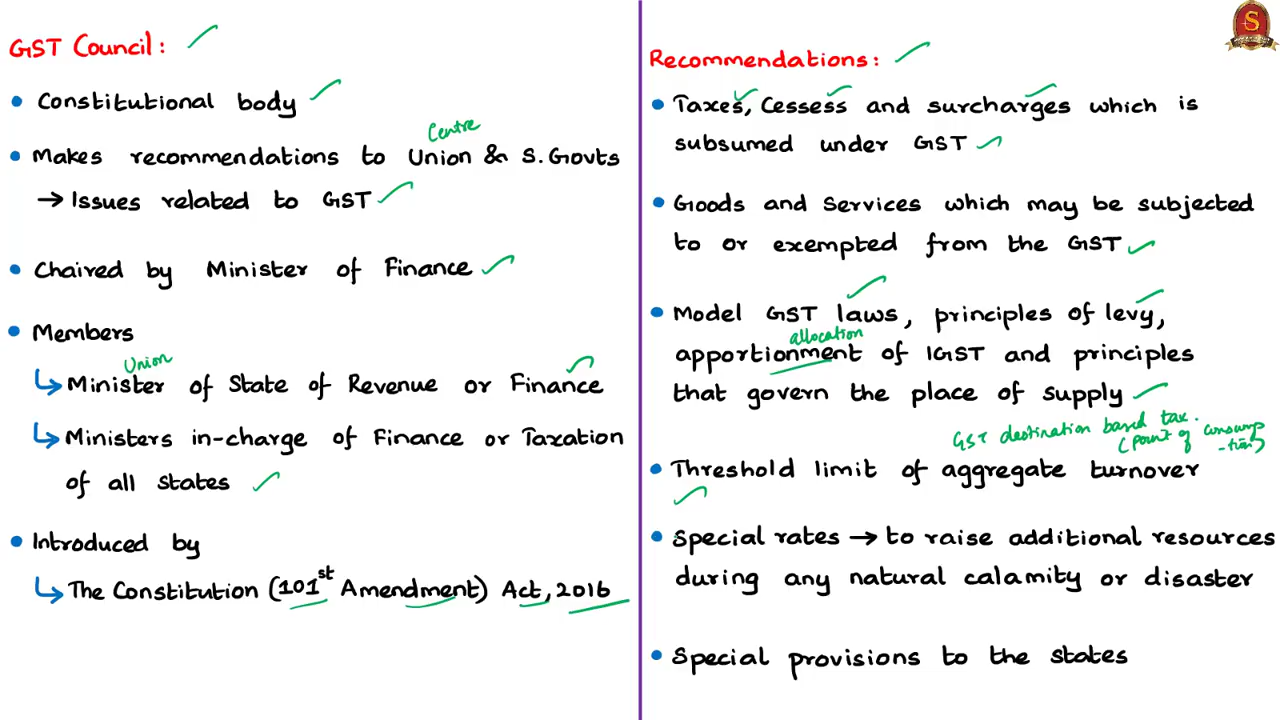 GST Council:
• Constitutional body
Centre
• Makes recommendations to Union & S. Govts
→ Issues related to GST
• Chaired by Minister of Finance
• Members
Union
↳ Minister of State of Revenue or Finance
↳ Ministers in-charge of Finance or Taxation
of all states
• Introduced by
↳ The Constitution (101st Amendment) Act, 2016
S
Recommendations:
• Taxes, Cessess and surcharges which is
subsumed under GST
• Goods and Services which may be subjected
to or exempted from the GST
• Model GST laws, principles of levy,
allocation
apportionment of IGST and principles
that govern the place of supply
GST destination based tax.
(point of consump
-tion)
• Threshold limit of aggregate turnover
• Special rates → to raise additional resources
during any natural calamity or disaster
• Special provisions to the states